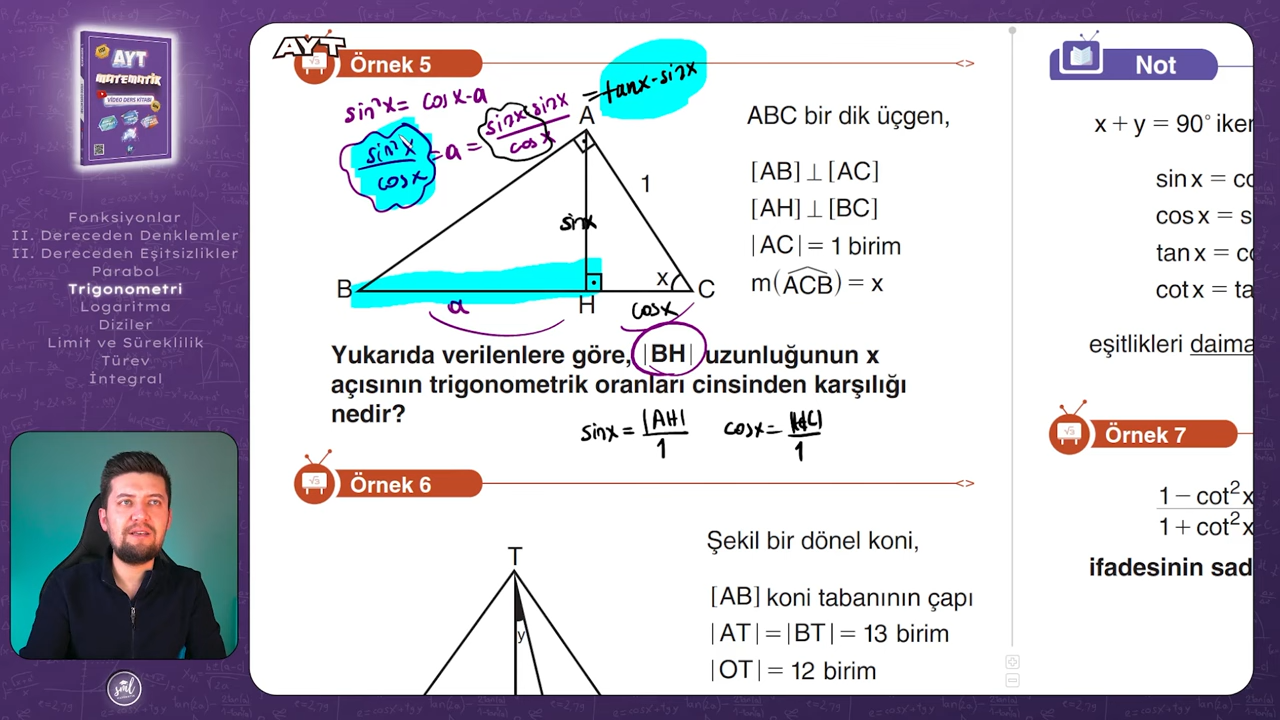 AYT
MATEMATİK
VİDEO DERS KİTABI
Fonksiyonlar
II. Dereceden Denklemler
II. Dereceden Eşitsizlikler
Parabol
Trigonometri
Logaritma
Diziler
Limit ve Süreklilik
Türev
İntegral
sml
AYT
Örnek 5
sin²x = cosx·a
sin²x / cosx = a = sinx·sinx / cosx = tanx·sinx
A
1
sinx
B
a
H
cosx
x
C
ABC bir dik üçgen,
[AB] ⊥ [AC]
[AH] ⊥ [BC]
|AC| = 1 birim
m(ACB) = x
Yukarıda verilenlere göre, |BH| uzunluğunun x
açısının trigonometrik oranları cinsinden karşılığı
nedir?
sinx = |AH| / 1 cosx = |HC| / 1
Örnek 6
T
y
Şekil bir dönel koni,
[AB] koni tabanının çapı
|AT| = |BT| = 13 birim
|OT| = 12 birim
Not
x + y = 90° iken
sin x = co
cos x = s
tan x = c
cot x = ta
eşitlikleri daima
Örnek 7
1 − cot²x
1 + cot²x
ifadesinin sad